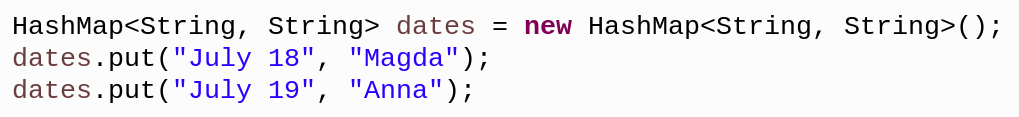 HashMap<String, String> dates = new HashMap<String, String>();
dates.put("July 18", "Magda");
dates.put("July 19", "Anna");